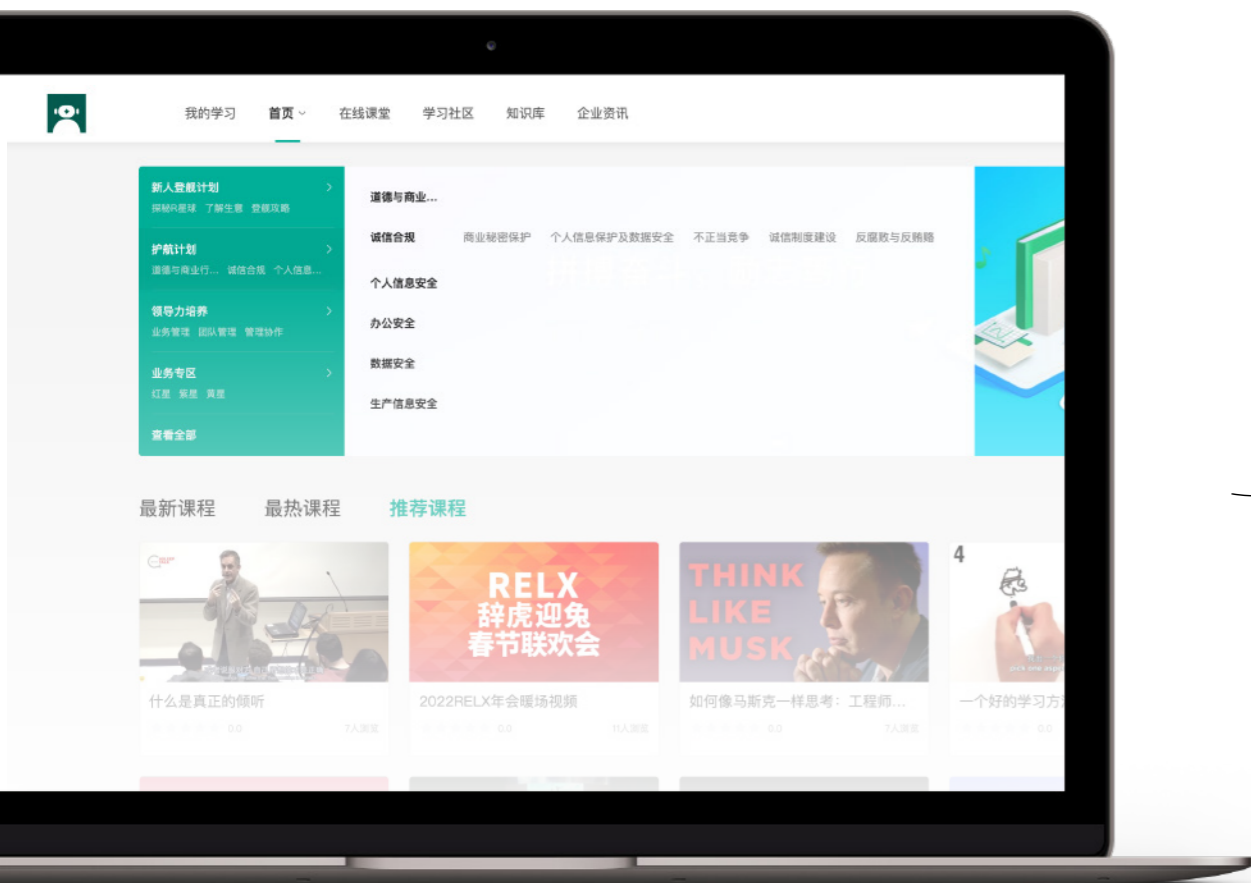 我的学习 首页 在线课堂 学习社区 知识库 企业资讯
新人登舰计划
探秘R星球 了解生意 登舰攻略
护航计划
道德与商业行... 诚信合规 个人信息...
领导力培养
业务管理 团队管理 管理协作
业务专区
红星 紫星 黄星
查看全部
道德与商业...
诚信合规 商业秘密保护 个人信息保护及数据安全 不正当竞争 诚信制度建设 反腐败与反贿赂
个人信息安全
办公安全
数据安全
生产信息安全
最新课程 最热课程 推荐课程
RELX
辞虎迎兔
春节联欢会
THINK
LIKE
MUSK
4
pick one
什么是真正的倾听
0.0 7人浏览
2022RELX年会暖场视频
0.0 11人浏览
如何像马斯克一样思考：工程师...
0.0 7人浏览
一个好的学习方
0.0